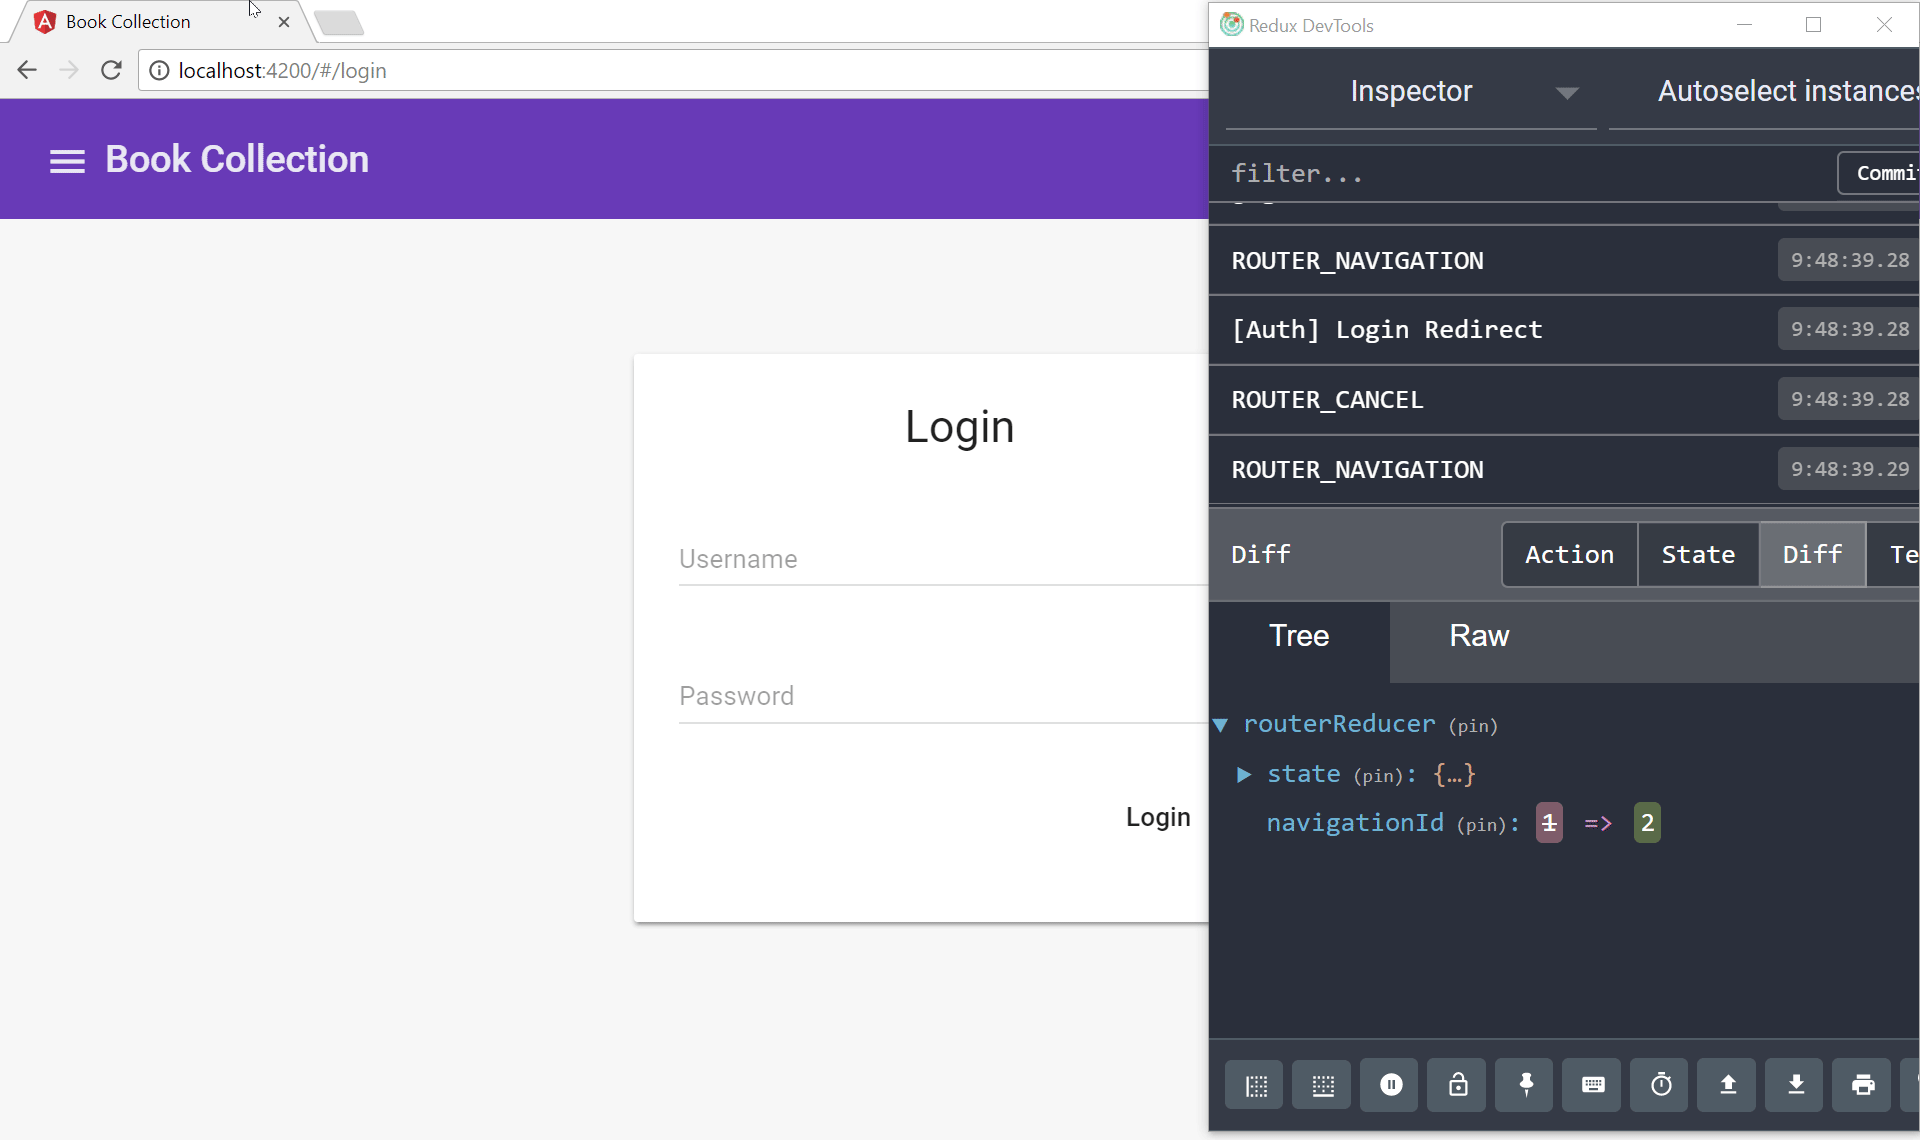 Book Collection
localhost:4200/#/login
Book Collection
Login
Username
Password
Login
Redux DevTools
Inspector
Autoselect instances
filter...
Commi
ROUTER_NAVIGATION
9:48:39.28
[Auth] Login Redirect
9:48:39.28
ROUTER_CANCEL
9:48:39.28
ROUTER_NAVIGATION
9:48:39.29
Diff
Action
State
Diff
Te
Tree
Raw
routerReducer (pin)
state (pin): {…}
navigationId (pin): 1 => 2